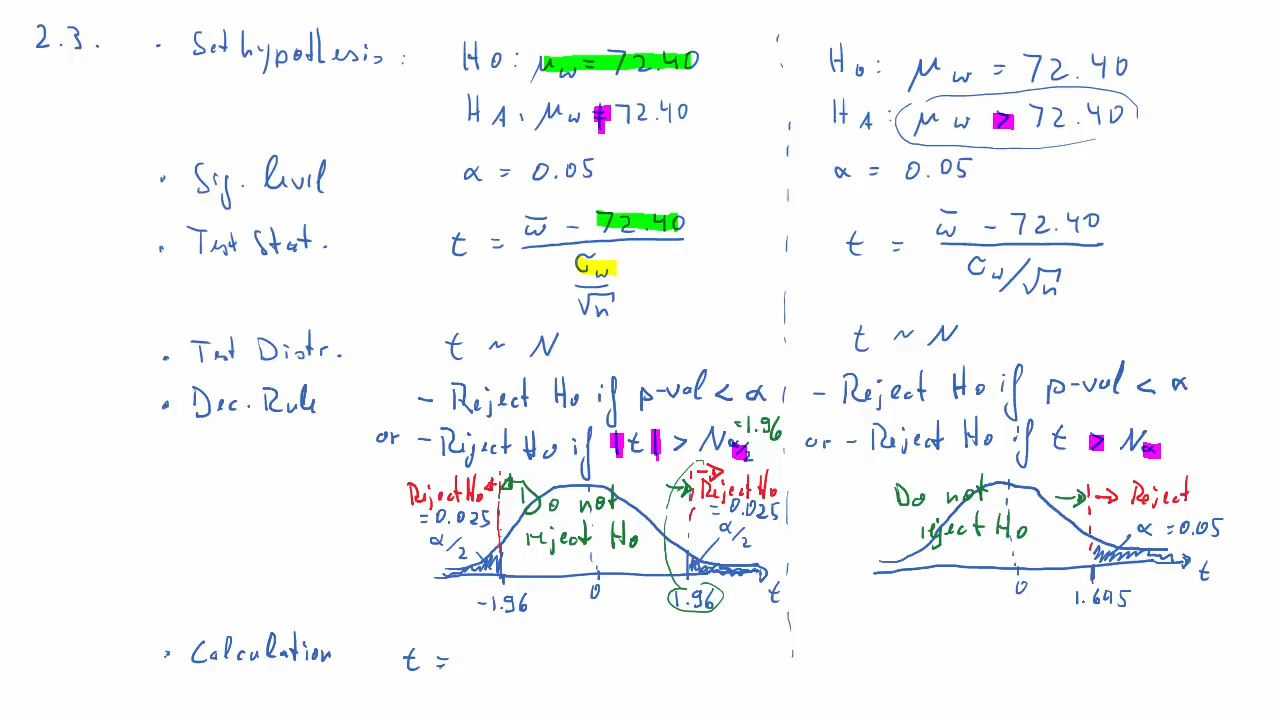 2.3. • Set hypothesis: H0: μw = 72.40 H0: μw = 72.40
HA: μw ≠ 72.40 HA: μw > 72.40
• Sig. level α = 0.05 α = 0.05
• Test Stat. t = (w̄ − 72.40) / (σw/√n) t = (w̄ − 72.40) / (σw/√n)
• Test Distr. t ~ N t ~ N
• Dec. Rule – Reject H0 if p-val < α – Reject H0 if p-val < α
or – Reject H0 if |t| > Nα/2 = 1.96 or – Reject H0 if t > Nα
Reject H0 Do not reject H0 Reject H0 Do not reject H0 Reject
= 0.025 = 0.025
α/2 α/2 α = 0.05
-1.96 0 1.96 t 0 1.645 t
• Calculation t =